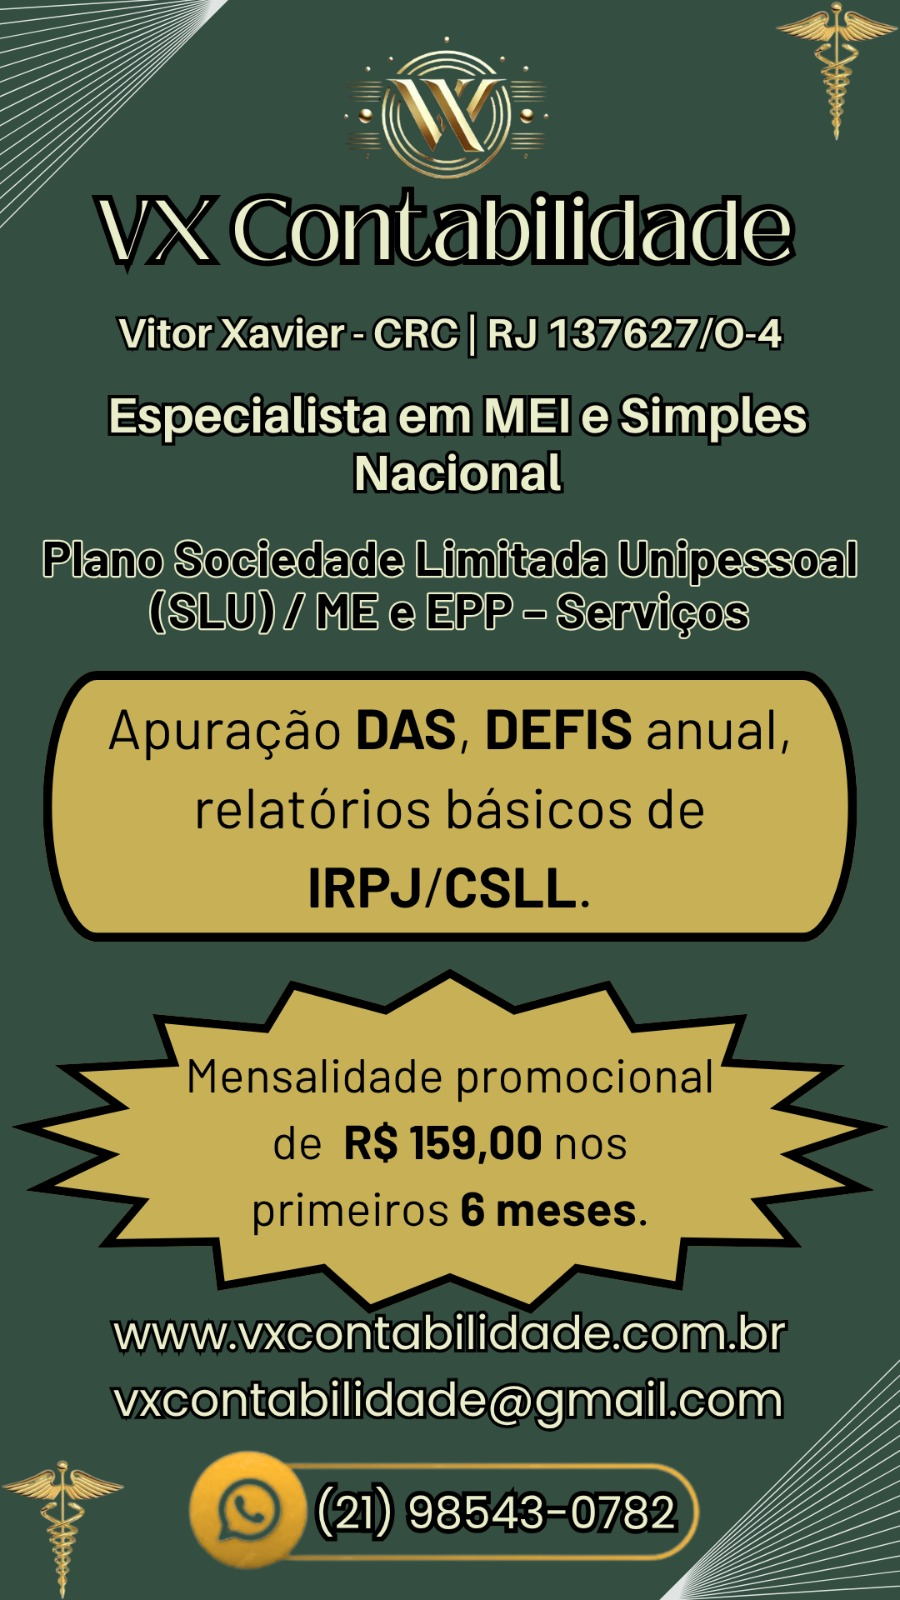 VX Contabilidade
Vitor Xavier - CRC | RJ 137627/O-4
Especialista em MEI e Simples
Nacional
Plano Sociedade Limitada Unipessoal
(SLU) / ME e EPP – Serviços
Apuração DAS, DEFIS anual,
relatórios básicos de
IRPJ/CSLL.
Mensalidade promocional
de R$ 159,00 nos
primeiros 6 meses.
www.vxcontabilidade.com.br
vxcontabilidade@gmail.com
(21) 98543-0782